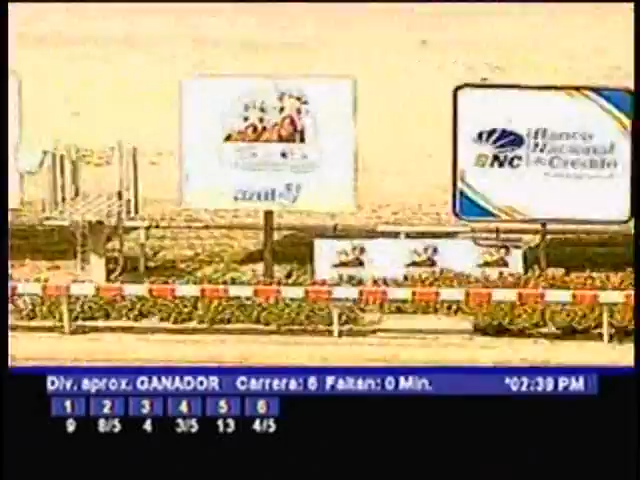 Banco
Nacional
de Crédito
BNC
Div. aprox. GANADOR Carrera: 6 Faltan: 0 Min. *02:39 PM
1 2 3 4 5 6
9 8/5 4 3/5 13 4/5